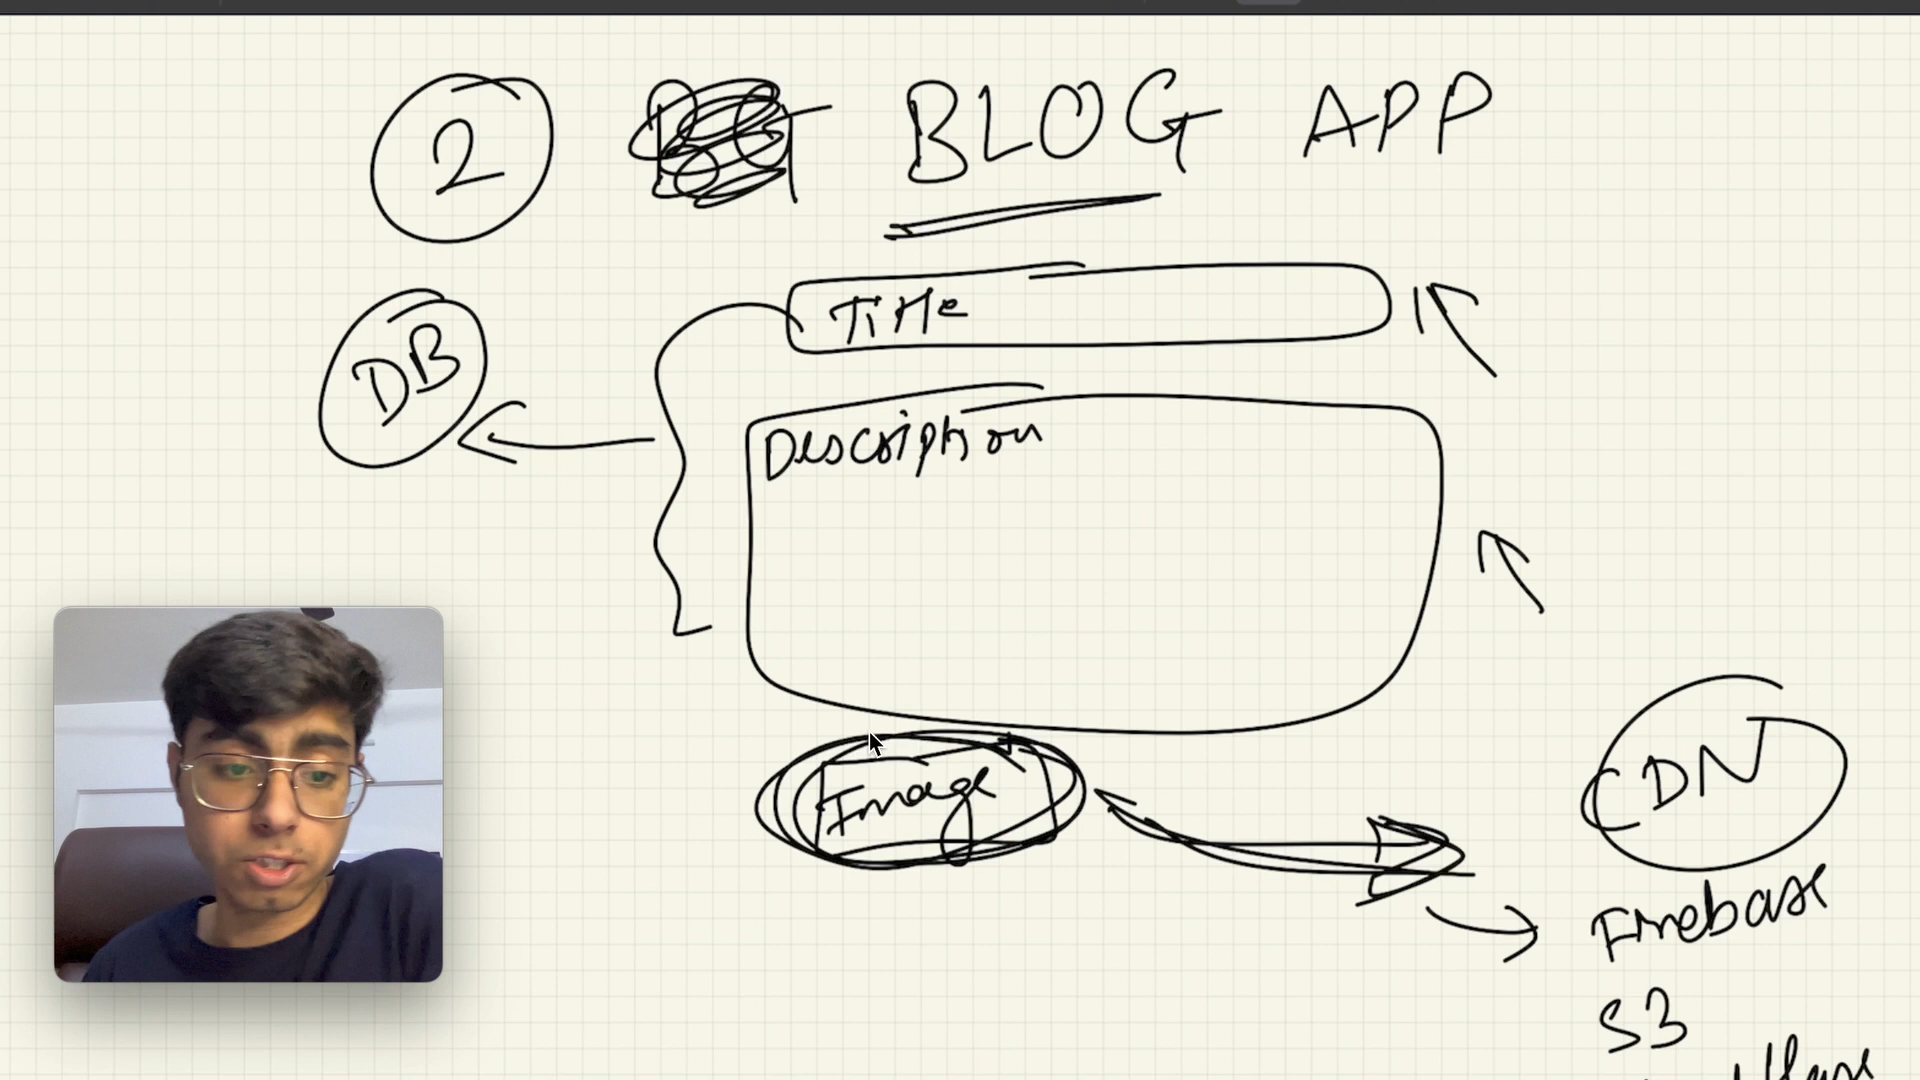 2 BLOG APP
Title
DB
Description
Image
CDN
Firebase
S3